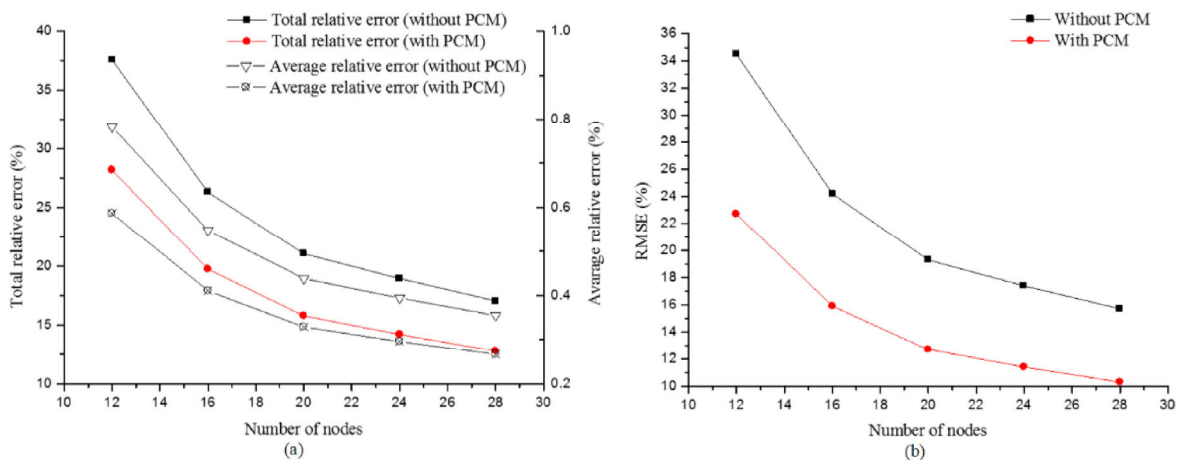 Total relative error (without PCM)
Total relative error (with PCM)
Average relative error (without PCM)
Average relative error (with PCM)
40
35
30
25
20
15
10
Total relative error (%)
1.0
0.8
0.6
0.4
0.2
Avarage relative error (%)
10 12 14 16 18 20 22 24 26 28 30
Number of nodes
(a)
Without PCM
With PCM
36
34
32
30
28
26
24
22
20
18
16
14
12
10
RMSE (%)
10 12 14 16 18 20 22 24 26 28 30
Number of nodes
(b)